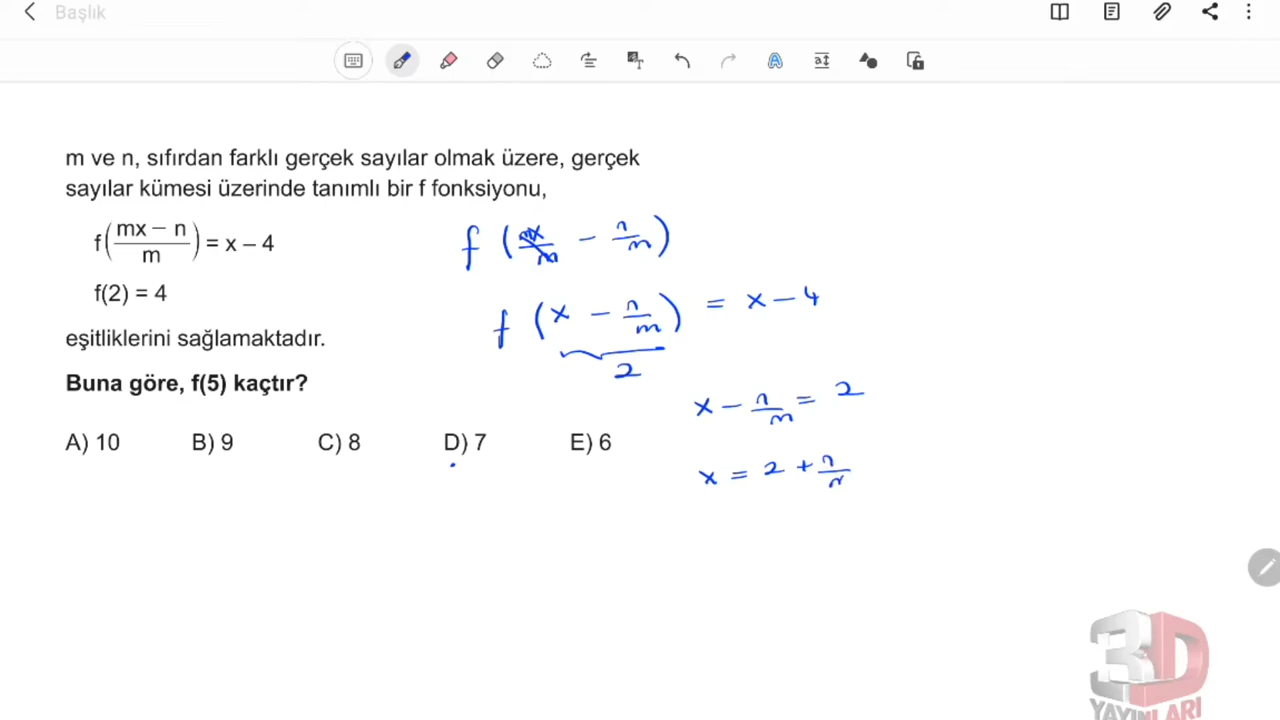 Başlık
m ve n, sıfırdan farklı gerçek sayılar olmak üzere, gerçek
sayılar kümesi üzerinde tanımlı bir f fonksiyonu,
f((mx – n)/m) = x – 4
f(2) = 4
eşitliklerini sağlamaktadır.
Buna göre, f(5) kaçtır?
A) 10 B) 9 C) 8 D) 7 E) 6
f (mx/m – n/m)
f (x – n/m) = x – 4
2
x – n/m = 2
x = 2 + n/m
3D
YAYINLARI